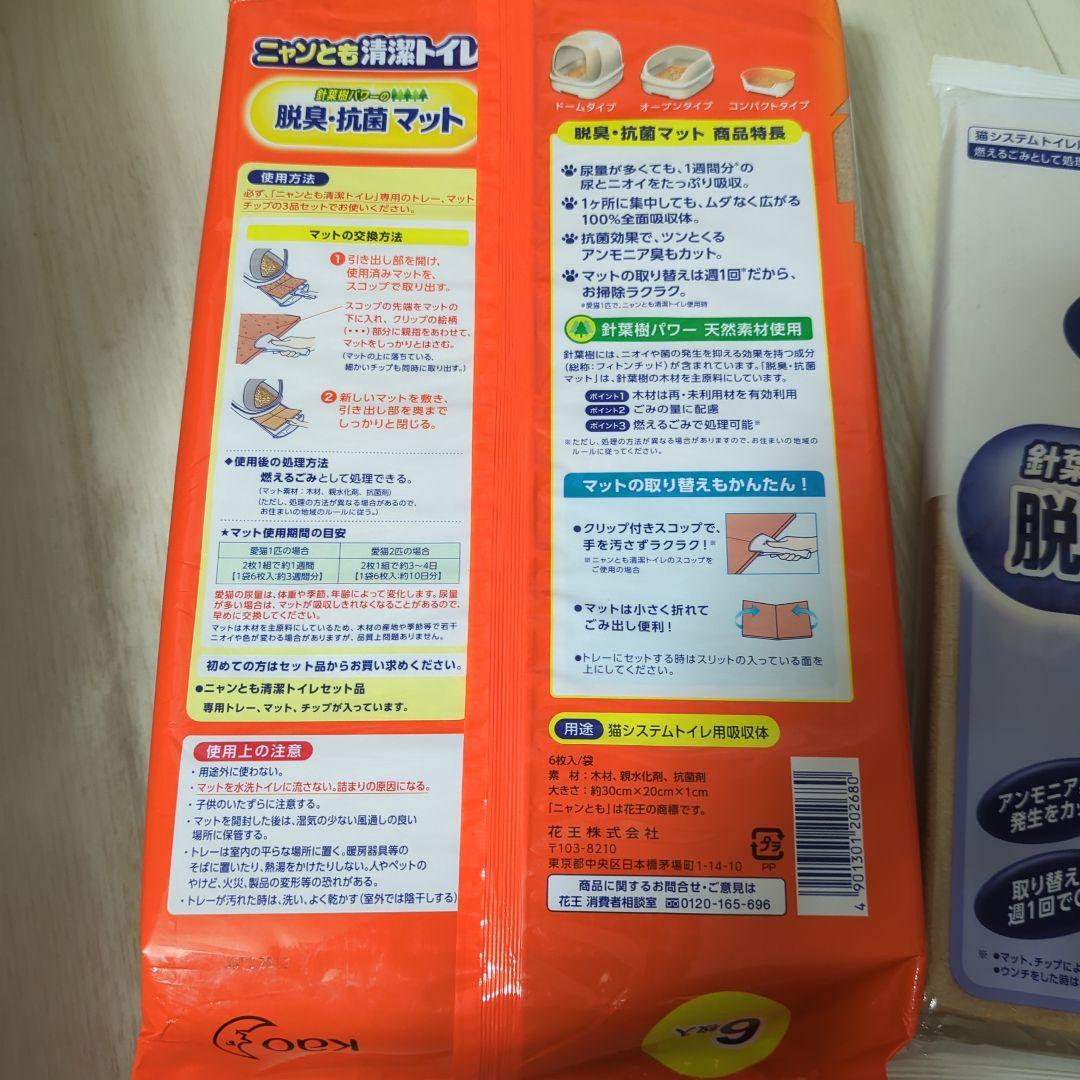 ニャンとも清潔トイレ
針葉樹パワーの
脱臭・抗菌 マット
使用方法
必ず、「ニャンとも清潔トイレ」専用のトレー、マット
チップの3品セットでお使いください。
マットの交換方法
1 引き出し部を開け、
使用済みマットを、
スコップで取り出す。
スコップの先端をマットの
下に入れ、クリップの絵柄
(・・・)部分に親指をあわせて、
マットをしっかりとはさむ。
(マットの上に落ちている、
細かいチップも同時に取り出す。)
2 新しいマットを敷き、
引き出し部を奥まで
しっかりと閉じる。
◆使用後の処理方法
燃えるごみとして処理できる。
(マット素材：木材、親水化剤、抗菌剤)
(ただし、処理の方法が異なる場合があるので、
お住まいの地域のルールに従う。)
★マット使用期間の目安
愛猫1匹の場合 愛猫2匹の場合
2枚1組で約1週間 2枚1組で約3〜4日
【1袋6枚入:約3週間分】 【1袋6枚入:約10日分】
愛猫の尿量は、体重や季節、年齢によって変化します。尿量
が多い場合は、マットが吸収しきれなくなることがあるので、
早めに交換してください。
マットは木材を主原料にしているため、木材の産地や季節等で若干
ニオイや色が変わる場合がありますが、品質上問題ありません。
初めての方はセット品からお買い求めください。
●ニャンとも清潔トイレセット品
専用トレー、マット、チップが入っています。
使用上の注意
・用途外に使わない。
・マットを水洗トイレに流さない。詰まりの原因になる。
・子供のいたずらに注意する。
・マットを開封した後は、湿気の少ない風通しの良い
場所に保管する。
・トレーは室内の平らな場所に置く。暖房器具等の
そばに置いたり、熱湯をかけたりしない。人やペットの
やけど、火災、製品の変形等の恐れがある。
・トレーが汚れた時は、洗い、よく乾かす(室外では陰干しする)
Kao
ドームタイプ オープンタイプ コンパクトタイプ
脱臭・抗菌マット 商品特長
尿量が多くても、1週間分※の
尿とニオイをたっぷり吸収。
1ヶ所に集中しても、ムダなく広がる
100%全面吸収体。
抗菌効果で、ツンとくる
アンモニア臭もカット。
マットの取り替えは週1回※だから、
お掃除ラクラク。
※愛猫1匹で、ニャンとも清潔トイレ使用時
針葉樹パワー 天然素材使用
針葉樹には、ニオイや菌の発生を抑える効果を持つ成分
(総称：フィトンチッド)が含まれています。「脱臭・抗菌
マット」は、針葉樹の木材を主原料にしています。
ポイント1 木材は再・未利用材を有効利用
ポイント2 ごみの量に配慮
ポイント3 燃えるごみで処理可能※
※ただし、処理の方法が異なる場合がありますので、お住まいの地域の
ルールに従ってください。
マットの取り替えもかんたん！
●クリップ付きスコップで、
手を汚さずラクラク！※
※ニャンとも清潔トイレのスコップを
ご使用の場合
●マットは小さく折れて
ごみ出し便利！
●トレーにセットする時はスリットの入っている面を
上にしてください。
用途 猫システムトイレ用吸収体
6枚入/袋
素 材：木材、親水化剤、抗菌剤
大きさ：約30cm×20cm×1cm
「ニャンとも」は花王の商標です。
花王株式会社
〒103-8210
東京都中央区日本橋茅場町1-14-10
プラ
PP
商品に関するお問合せ・ご意見は
花王 消費者相談室 0120-165-696
4 901301 202680
6枚入
猫システムトイレ用
燃えるごみとして処理
針葉
脱
アンモニア
発生をカ
取り替え
週1回で
※ ●マット、チップによ
●ウンチをした時は